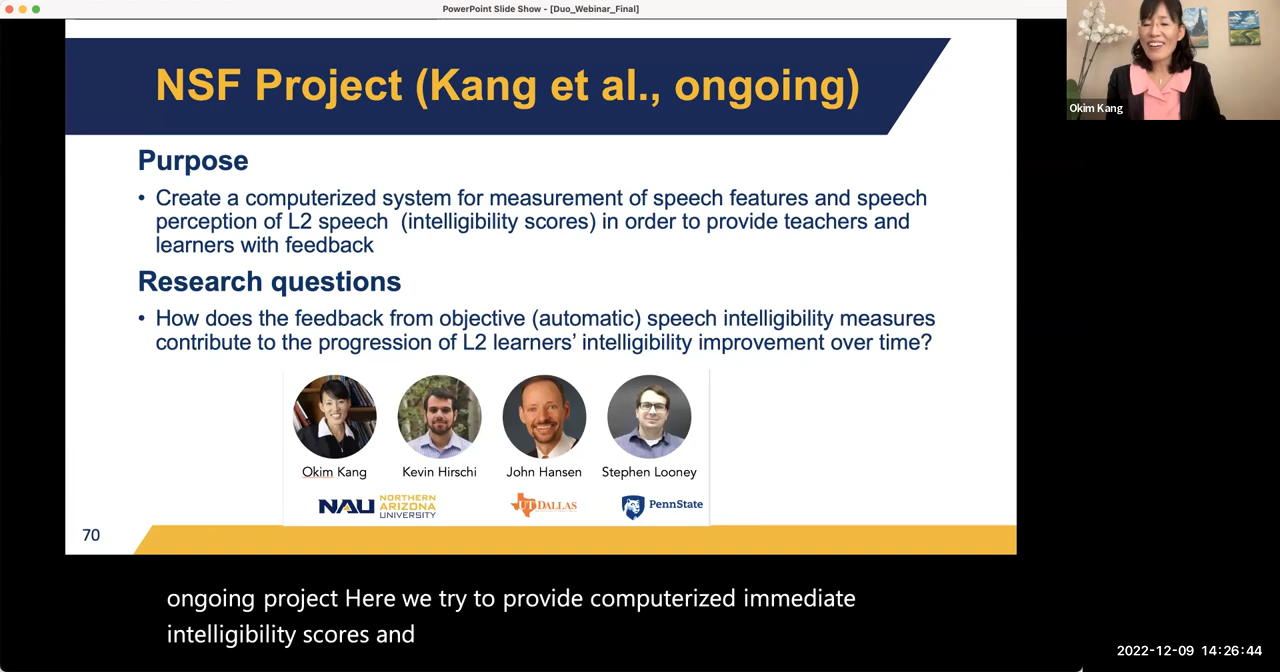 PowerPoint Slide Show - [Duo_Webinar_Final]
NSF Project (Kang et al., ongoing)
Okim Kang
Purpose
• Create a computerized system for measurement of speech features and speech
perception of L2 speech (intelligibility scores) in order to provide teachers and
learners with feedback
Research questions
• How does the feedback from objective (automatic) speech intelligibility measures
contribute to the progression of L2 learners’ intelligibility improvement over time?
Okim Kang
Kevin Hirschi
John Hansen
Stephen Looney
NAU
NORTHERN
ARIZONA
UNIVERSITY
UT DALLAS
PennState
70
ongoing project Here we try to provide computerized immediate
intelligibility scores and
2022-12-09 14:26:44